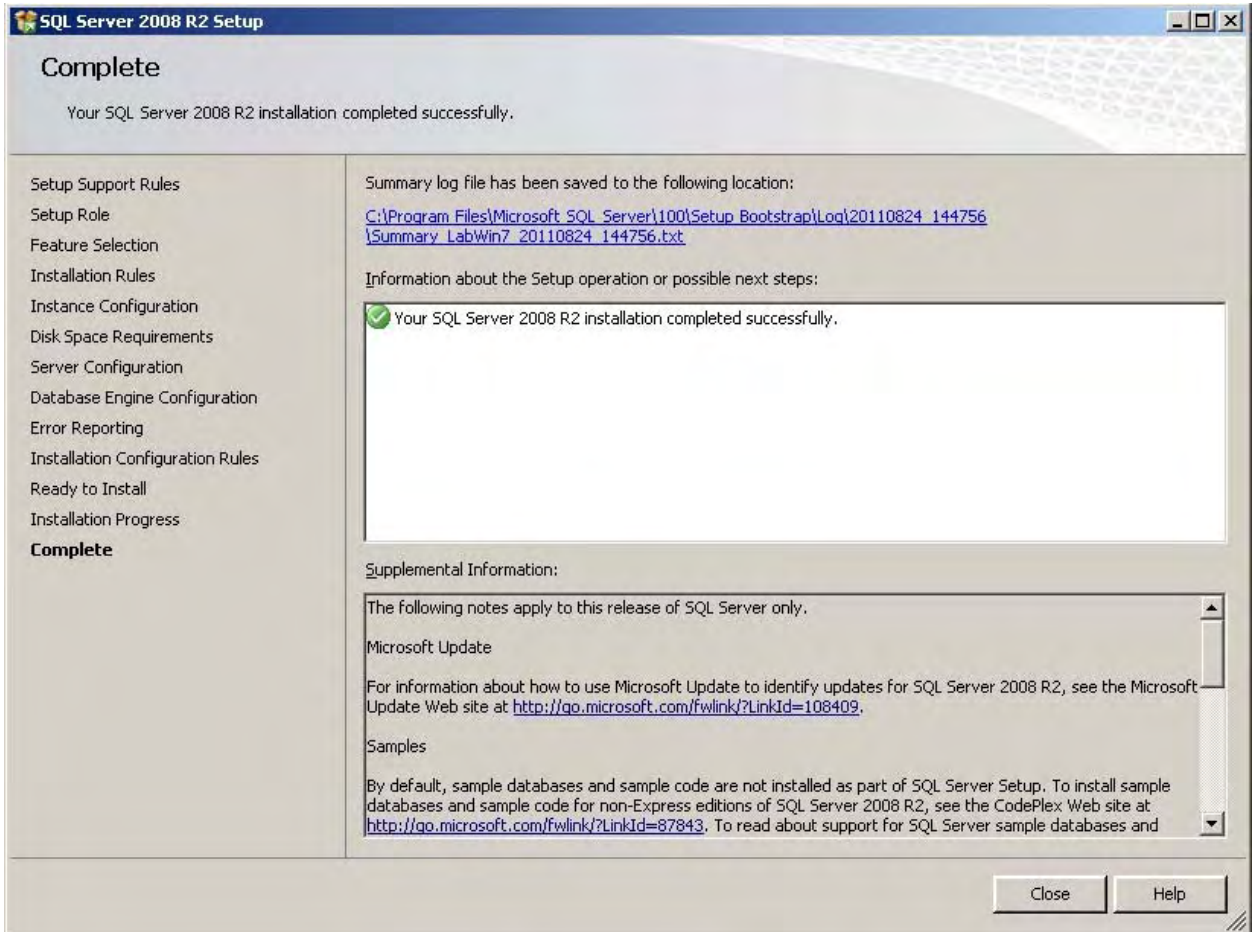 SQL Server 2008 R2 Setup
Complete
Your SQL Server 2008 R2 installation completed successfully.
Setup Support Rules
Setup Role
Feature Selection
Installation Rules
Instance Configuration
Disk Space Requirements
Server Configuration
Database Engine Configuration
Error Reporting
Installation Configuration Rules
Ready to Install
Installation Progress
Complete
Summary log file has been saved to the following location:
C:\Program Files\Microsoft SQL Server\100\Setup Bootstrap\Log\20110824_144756
\Summary_LabWin7_20110824_144756.txt
Information about the Setup operation or possible next steps:
Your SQL Server 2008 R2 installation completed successfully.
Supplemental Information:
The following notes apply to this release of SQL Server only.
Microsoft Update
For information about how to use Microsoft Update to identify updates for SQL Server 2008 R2, see the Microsoft
Update Web site at http://go.microsoft.com/fwlink/?LinkId=108409.
Samples
By default, sample databases and sample code are not installed as part of SQL Server Setup. To install sample
databases and sample code for non-Express editions of SQL Server 2008 R2, see the CodePlex Web site at
http://go.microsoft.com/fwlink/?LinkId=87843. To read about support for SQL Server sample databases and
Close
Help